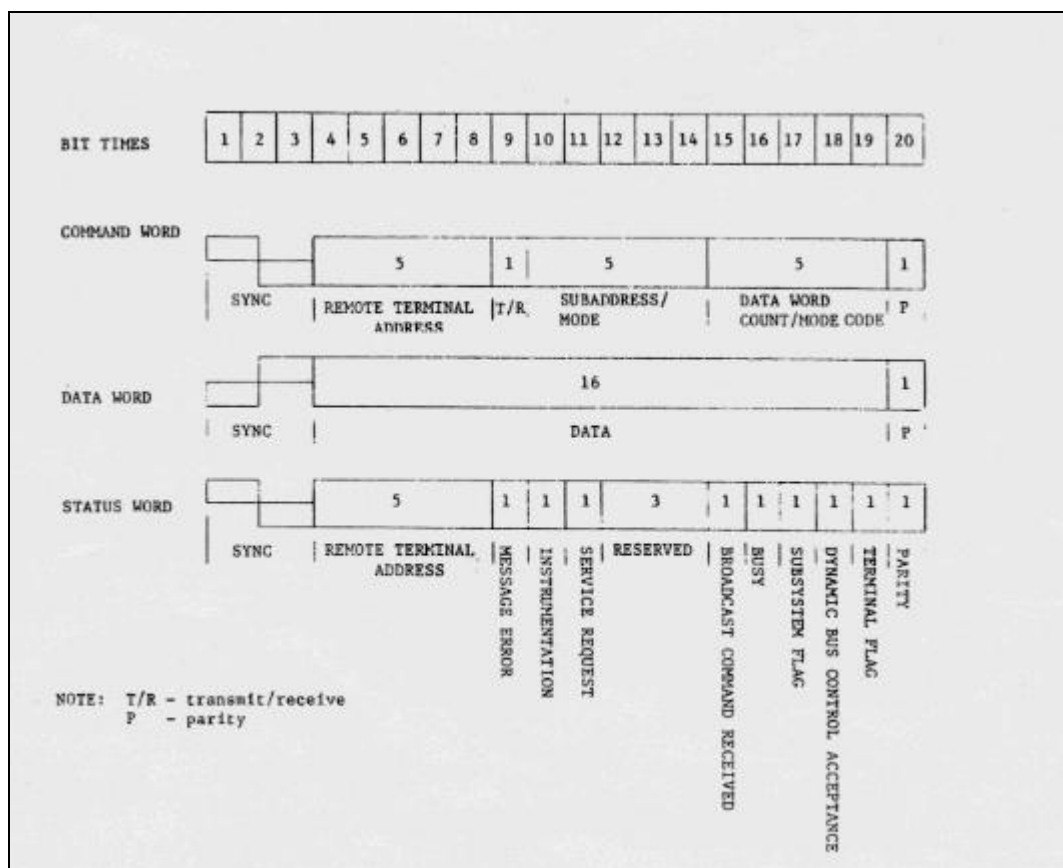 BIT TIMES 1 2 3 4 5 6 7 8 9 10 11 12 13 14 15 16 17 18 19 20
COMMAND WORD
5 1 5 5 1
SYNC REMOTE TERMINAL ADDRESS T/R SUBADDRESS/ MODE DATA WORD COUNT/MODE CODE P
DATA WORD
16 1
SYNC DATA P
STATUS WORD
5 1 1 1 3 1 1 1 1 1 1
SYNC REMOTE TERMINAL ADDRESS
MESSAGE ERROR
INSTRUMENTATION
SERVICE REQUEST
RESERVED
BROADCAST COMMAND RECEIVED
BUSY
SUBSYSTEM FLAG
DYNAMIC BUS CONTROL ACCEPTANCE
TERMINAL FLAG
PARITY
NOTE: T/R - transmit/receive
P - parity